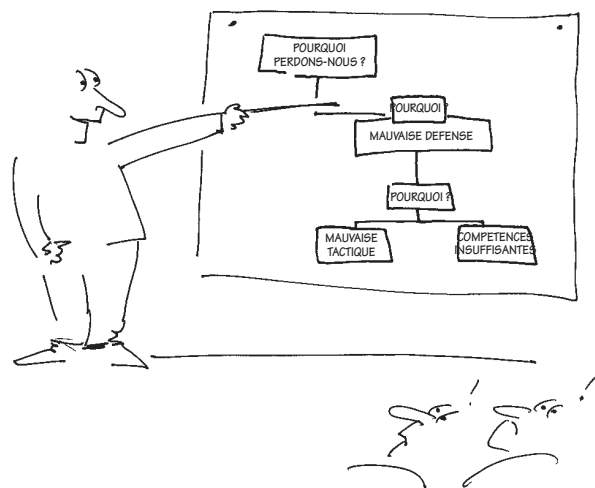 POURQUOI
PERDONS-NOUS ?
POURQUOI ?
MAUVAISE DEFENSE
POURQUOI ?
MAUVAISE
TACTIQUE
COMPETENCES
INSUFFISANTES
! !